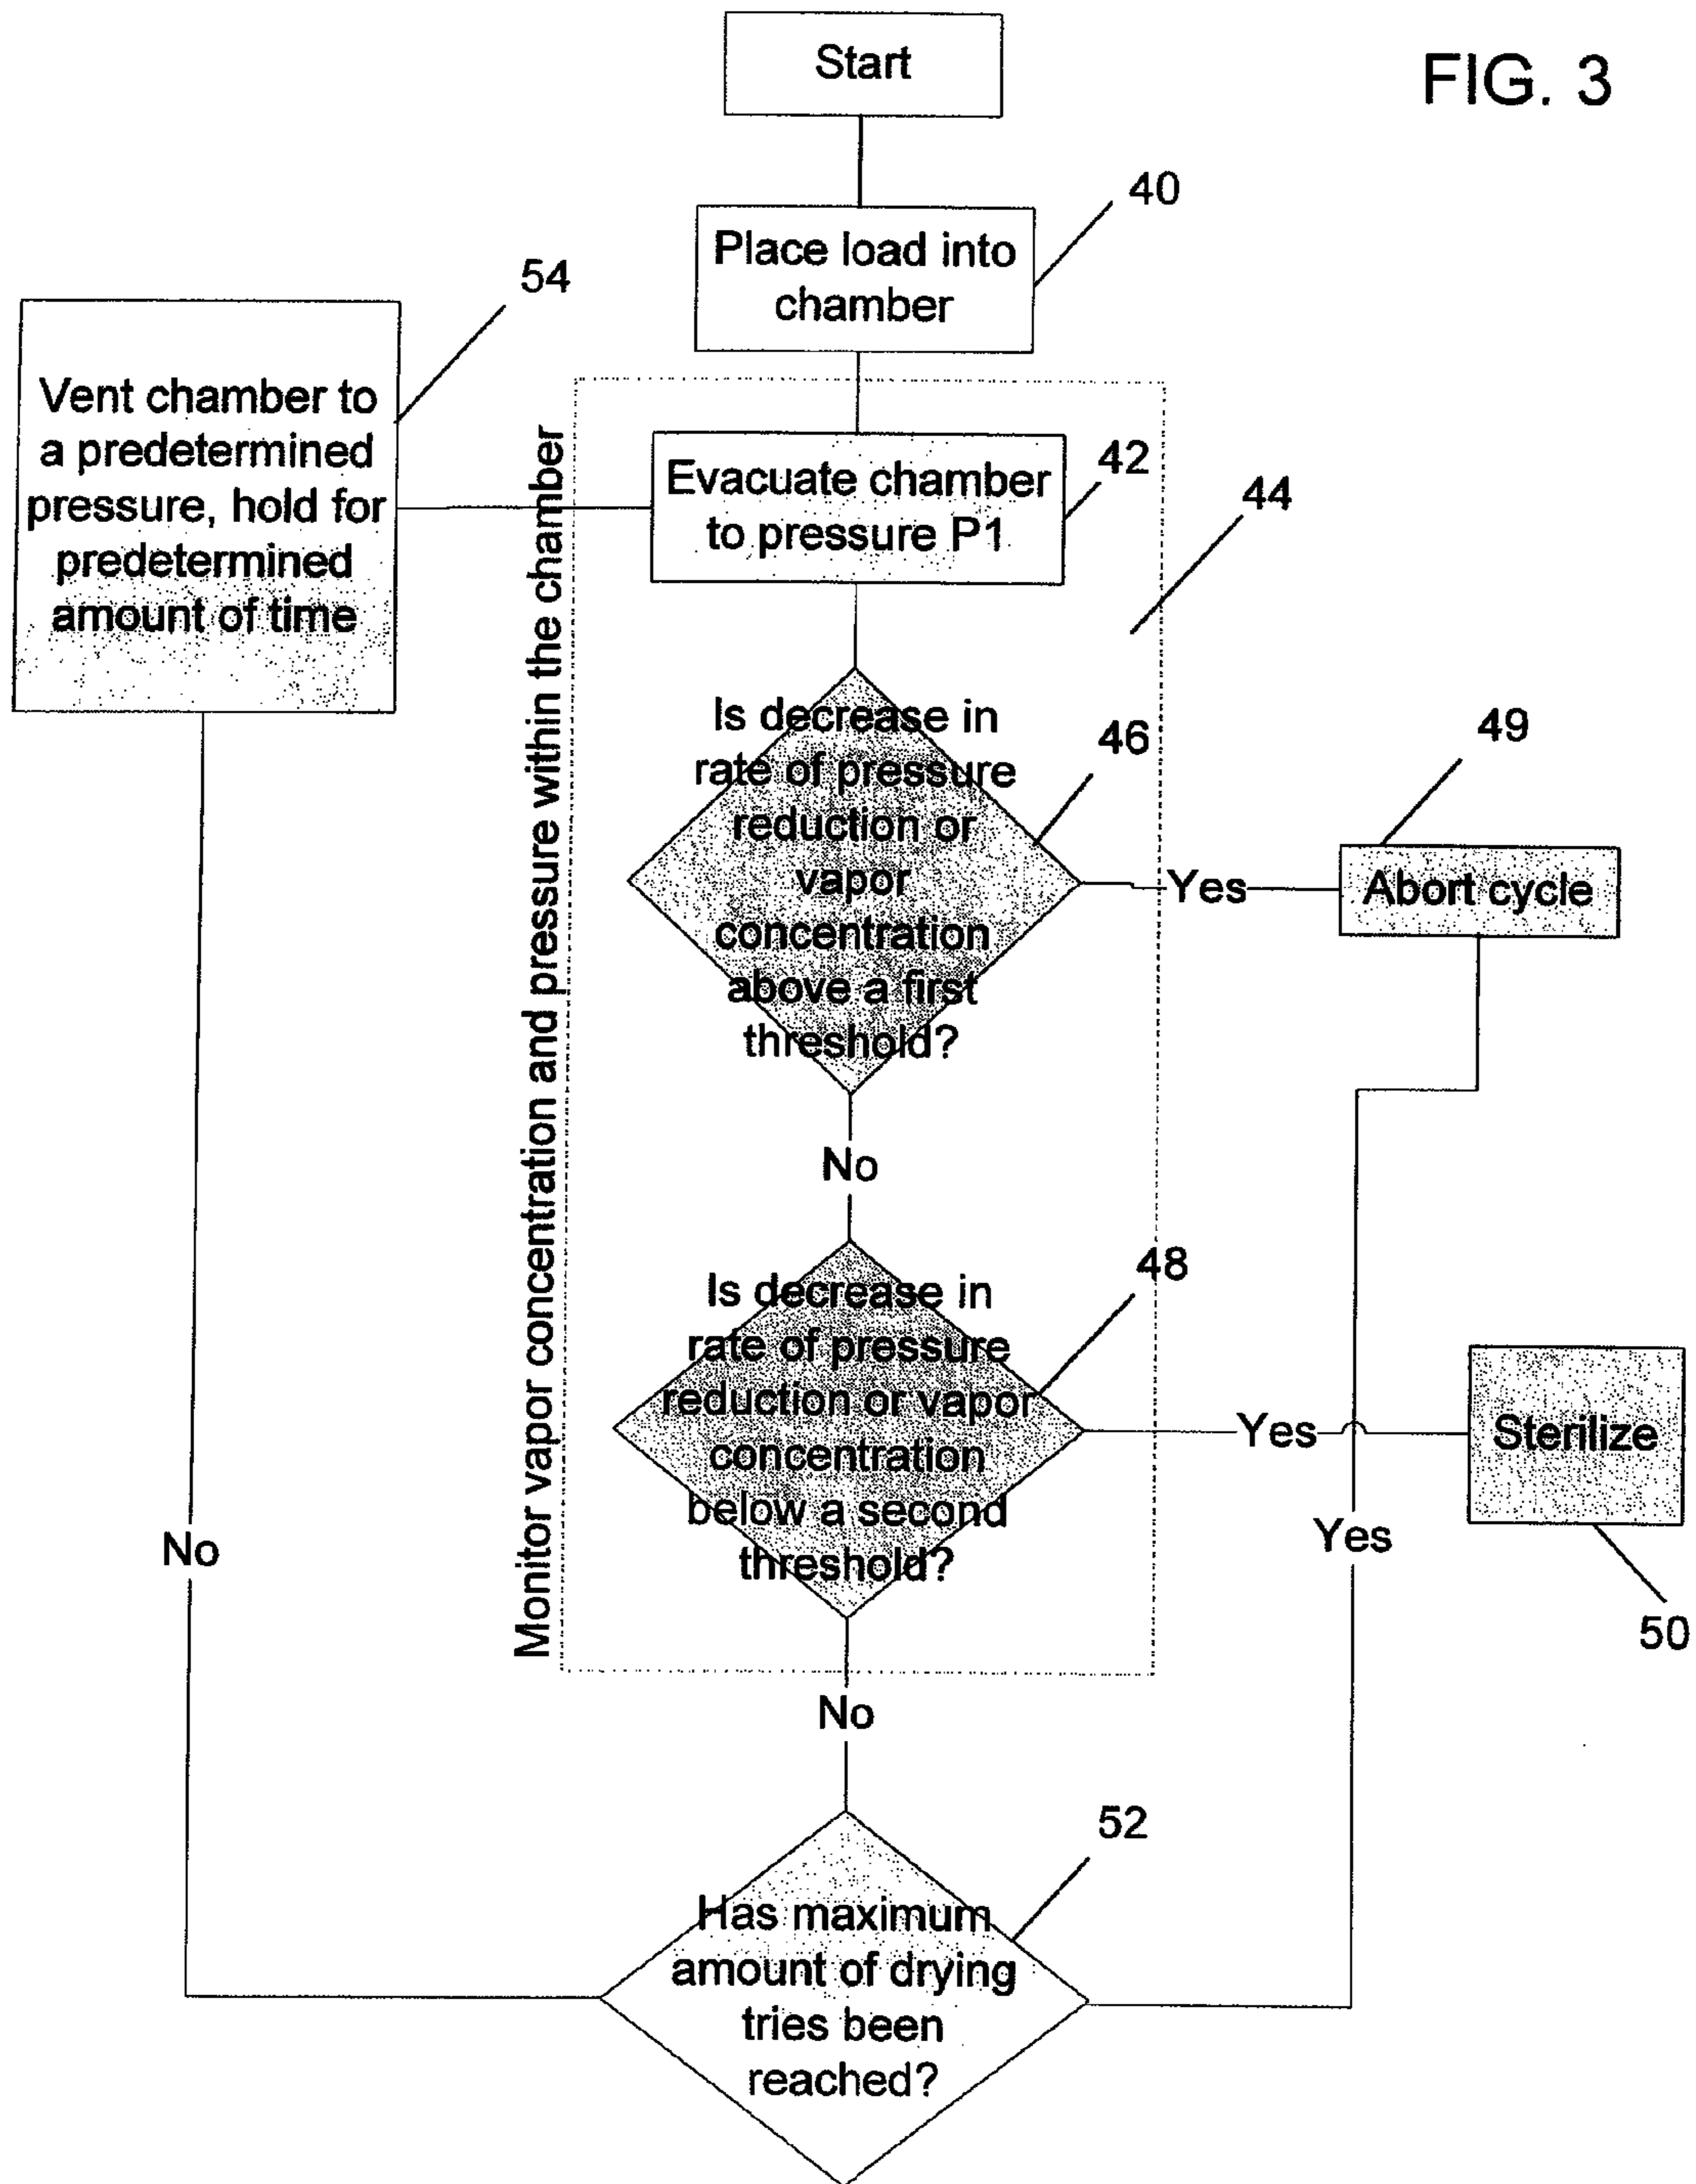 FIG. 3
Start
40
Place load into
chamber
54
Vent chamber to
a predetermined
pressure, hold for
predetermined
amount of time
Monitor vapor concentration and pressure within the chamber
42
Evacuate chamber
to pressure P1
44
Is decrease in
rate of pressure
reduction or
vapor
concentration
above a first
threshold?
46
Yes
49
Abort cycle
No
Is decrease in
rate of pressure
reduction or vapor
concentration
below a second
threshold?
48
Yes
Sterilize
50
Yes
No
No
52
Has maximum
amount of drying
tries been
reached?